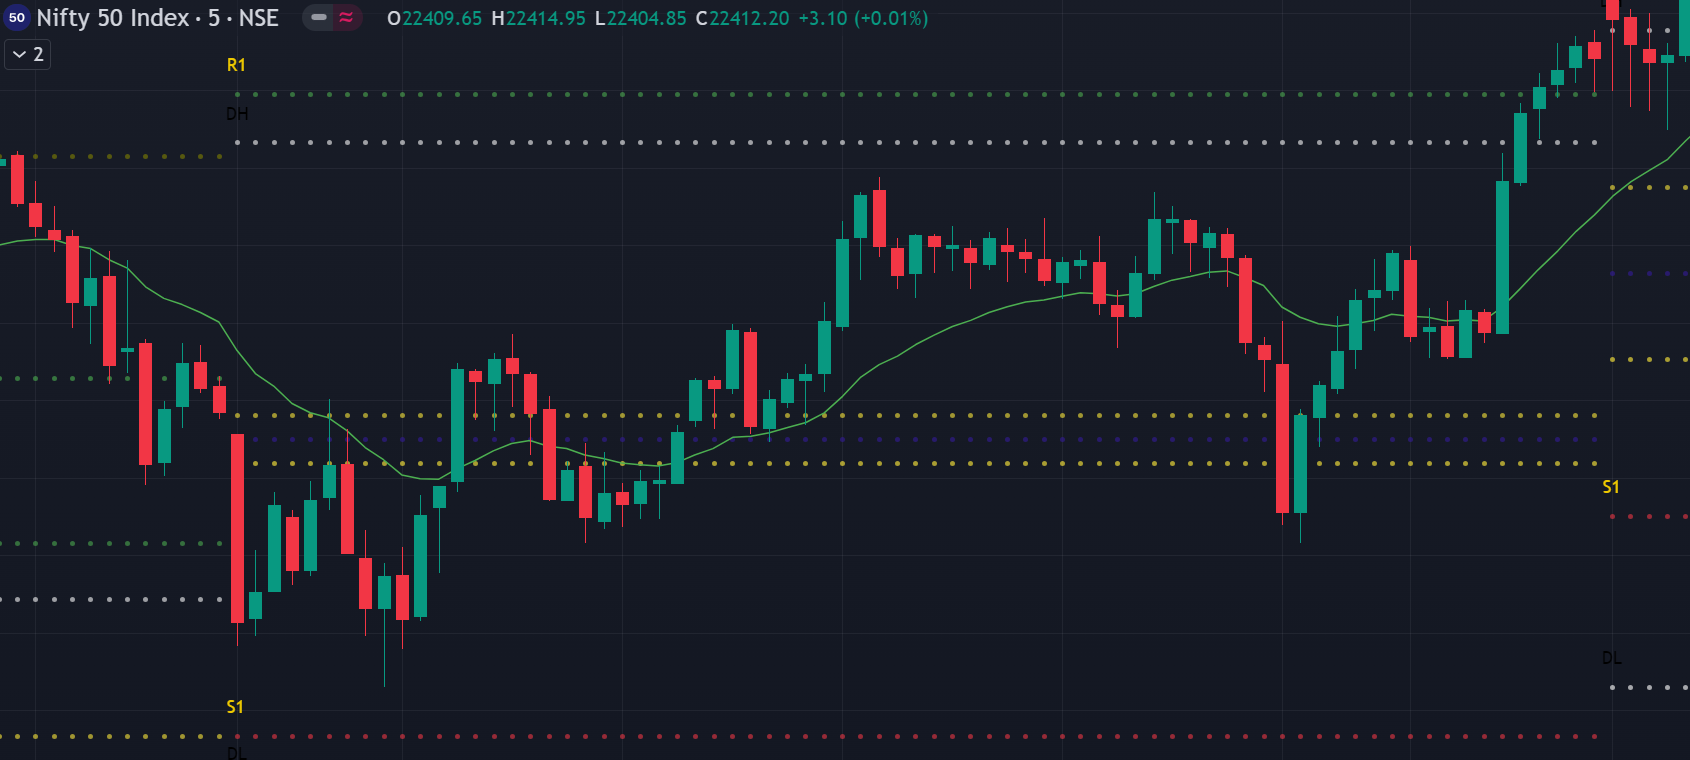 50 Nifty 50 Index · 5 · NSE O22409.65 H22414.95 L22404.85 C22412.20 +3.10 (+0.01%)
2
R1
DH
S1
DL
S1
DL